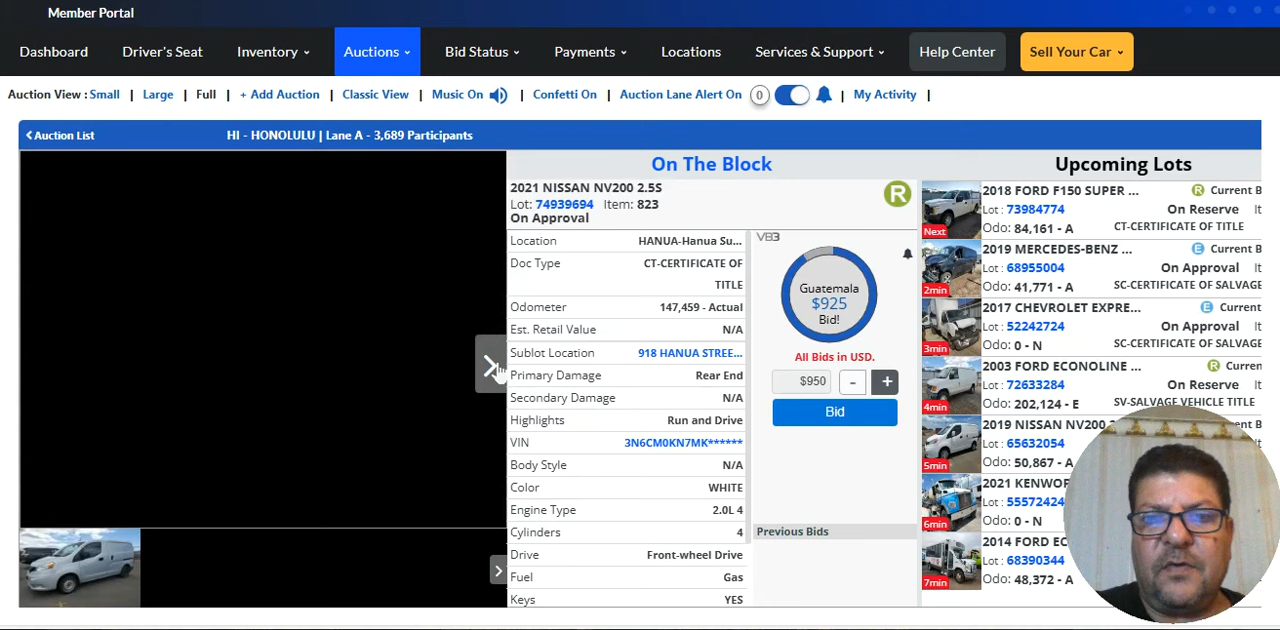 Member Portal
Dashboard Driver's Seat Inventory Auctions Bid Status Payments Locations Services & Support Help Center Sell Your Car
Auction View : Small | Large | Full | + Add Auction | Classic View | Music On | Confetti On | Auction Lane Alert On 0 | My Activity |
Auction List HI - HONOLULU | Lane A - 3,689 Participants
On The Block
2021 NISSAN NV200 2.5S
Lot: 74939694 Item: 823
On Approval
R
Location HANUA-Hanua Su...
Doc Type CT-CERTIFICATE OF TITLE
Odometer 147,459 - Actual
Est. Retail Value N/A
Sublot Location 918 HANUA STREE...
Primary Damage Rear End
Secondary Damage N/A
Highlights Run and Drive
VIN 3N6CM0KN7MK******
Body Style N/A
Color WHITE
Engine Type 2.0L 4
Cylinders 4
Drive Front-wheel Drive
Fuel Gas
Keys YES
VB3
Guatemala
$925
Bid!
All Bids in USD.
$950 - +
Bid
Previous Bids
Upcoming Lots
2018 FORD F150 SUPER ... R Current B
Lot : 73984774 On Reserve It
Next Odo: 84,161 - A CT-CERTIFICATE OF TITLE
2019 MERCEDES-BENZ ... E Current B
Lot : 68955004 On Approval It
2min Odo: 41,771 - A SC-CERTIFICATE OF SALVAGE
2017 CHEVROLET EXPRE... E Current
Lot : 52242724 On Approval It
3min Odo: 0 - N SC-CERTIFICATE OF SALVAGE
2003 FORD ECONOLINE ... R Curren
Lot : 72633284 On Reserve It
4min Odo: 202,124 - E SV-SALVAGE VEHICLE TITLE
2019 NISSAN NV200 nt B
Lot : 65632054 It
5min Odo: 50,867 - A
2021 KENWOR
Lot : 55572424
6min Odo: 0 - N
2014 FORD EC
Lot : 68390344
7min Odo: 48,372 - A